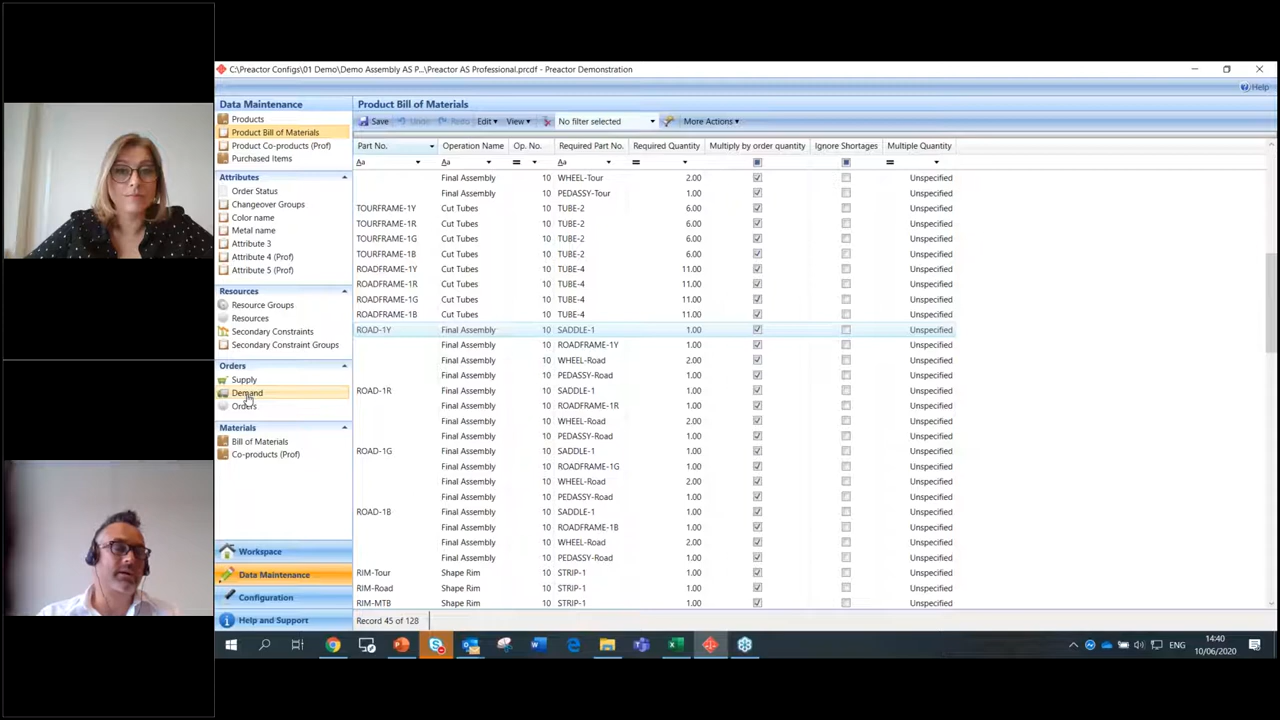 C:\Preactor Configs\01 Demo\Demo Assembly AS P...\Preactor AS Professional.prcdf - Preactor Demonstration
Help
Data Maintenance
Products
Product Bill of Materials
Product Co-products (Prof)
Purchased Items
Attributes
Order Status
Changeover Groups
Color name
Metal name
Attribute 3
Attribute 4 (Prof)
Attribute 5 (Prof)
Resources
Resource Groups
Resources
Secondary Constraints
Secondary Constraint Groups
Orders
Supply
Demand
Orders
Materials
Bill of Materials
Co-products (Prof)
Workspace
Data Maintenance
Configuration
Help and Support
Product Bill of Materials
Save Undo Redo Edit View No filter selected More Actions
Part No. Operation Name Op. No. Required Part No. Required Quantity Multiply by order quantity Ignore Shortages Multiple Quantity
Aa Aa = Aa = =
Final Assembly 10 WHEEL-Tour 2.00 Unspecified
Final Assembly 10 PEDASSY-Tour 1.00 Unspecified
TOURFRAME-1Y Cut Tubes 10 TUBE-2 6.00 Unspecified
TOURFRAME-1R Cut Tubes 10 TUBE-2 6.00 Unspecified
TOURFRAME-1G Cut Tubes 10 TUBE-2 6.00 Unspecified
TOURFRAME-1B Cut Tubes 10 TUBE-2 6.00 Unspecified
ROADFRAME-1Y Cut Tubes 10 TUBE-4 11.00 Unspecified
ROADFRAME-1R Cut Tubes 10 TUBE-4 11.00 Unspecified
ROADFRAME-1G Cut Tubes 10 TUBE-4 11.00 Unspecified
ROADFRAME-1B Cut Tubes 10 TUBE-4 11.00 Unspecified
ROAD-1Y Final Assembly 10 SADDLE-1 1.00 Unspecified
Final Assembly 10 ROADFRAME-1Y 1.00 Unspecified
Final Assembly 10 WHEEL-Road 2.00 Unspecified
Final Assembly 10 PEDASSY-Road 1.00 Unspecified
ROAD-1R Final Assembly 10 SADDLE-1 1.00 Unspecified
Final Assembly 10 ROADFRAME-1R 1.00 Unspecified
Final Assembly 10 WHEEL-Road 2.00 Unspecified
Final Assembly 10 PEDASSY-Road 1.00 Unspecified
ROAD-1G Final Assembly 10 SADDLE-1 1.00 Unspecified
Final Assembly 10 ROADFRAME-1G 1.00 Unspecified
Final Assembly 10 WHEEL-Road 2.00 Unspecified
Final Assembly 10 PEDASSY-Road 1.00 Unspecified
ROAD-1B Final Assembly 10 SADDLE-1 1.00 Unspecified
Final Assembly 10 ROADFRAME-1B 1.00 Unspecified
Final Assembly 10 WHEEL-Road 2.00 Unspecified
Final Assembly 10 PEDASSY-Road 1.00 Unspecified
RIM-Tour Shape Rim 10 STRIP-1 1.00 Unspecified
RIM-Road Shape Rim 10 STRIP-1 1.00 Unspecified
RIM-MTB Shape Rim 10 STRIP-1 1.00 Unspecified
Record 45 of 128
ENG
14:40
10/06/2020